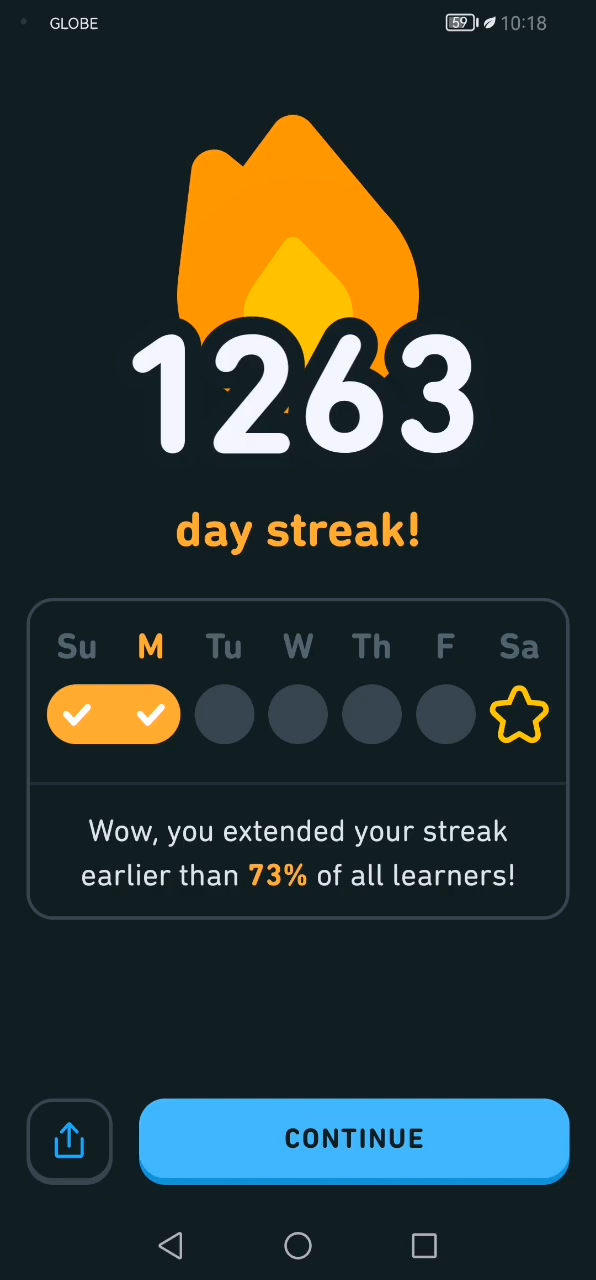 GLOBE 59 10:18
1263
day streak!
Su M Tu W Th F Sa
Wow, you extended your streak
earlier than 73% of all learners!
CONTINUE